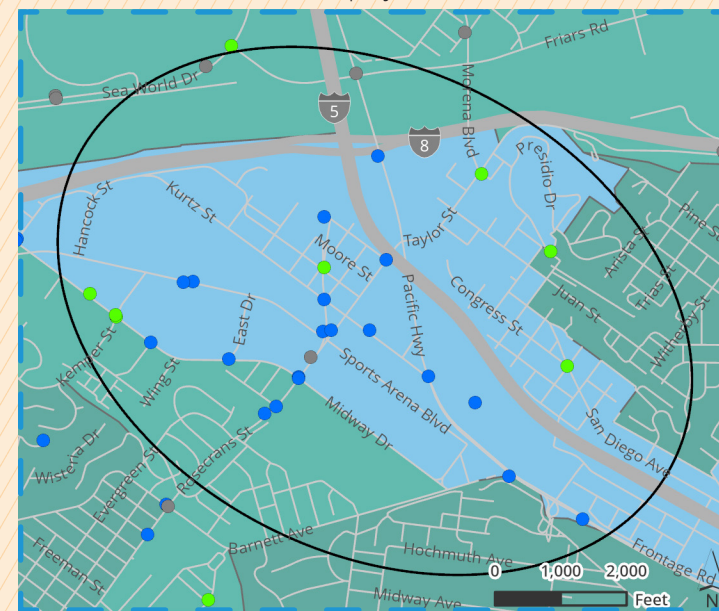 Friars Rd
Sea World Dr
Morena Blvd
5
8
Presidio Dr
Hancock St
Kurtz St
Pine S
Taylor St
Arista St
Moore St
Trias St
Juan St
Congress St
Pacific Hwy
East Dr
Witherby St
Kemper St
Wing St
Sports Arena Blvd
Midway Dr
San Diego Ave
Rosecrans St
Wisteria Dr
Evergreen St
Barnett Ave
Hochmuth Ave
Frontage Rd
Freeman St
0 1,000 2,000
Midway Ave
Feet
N